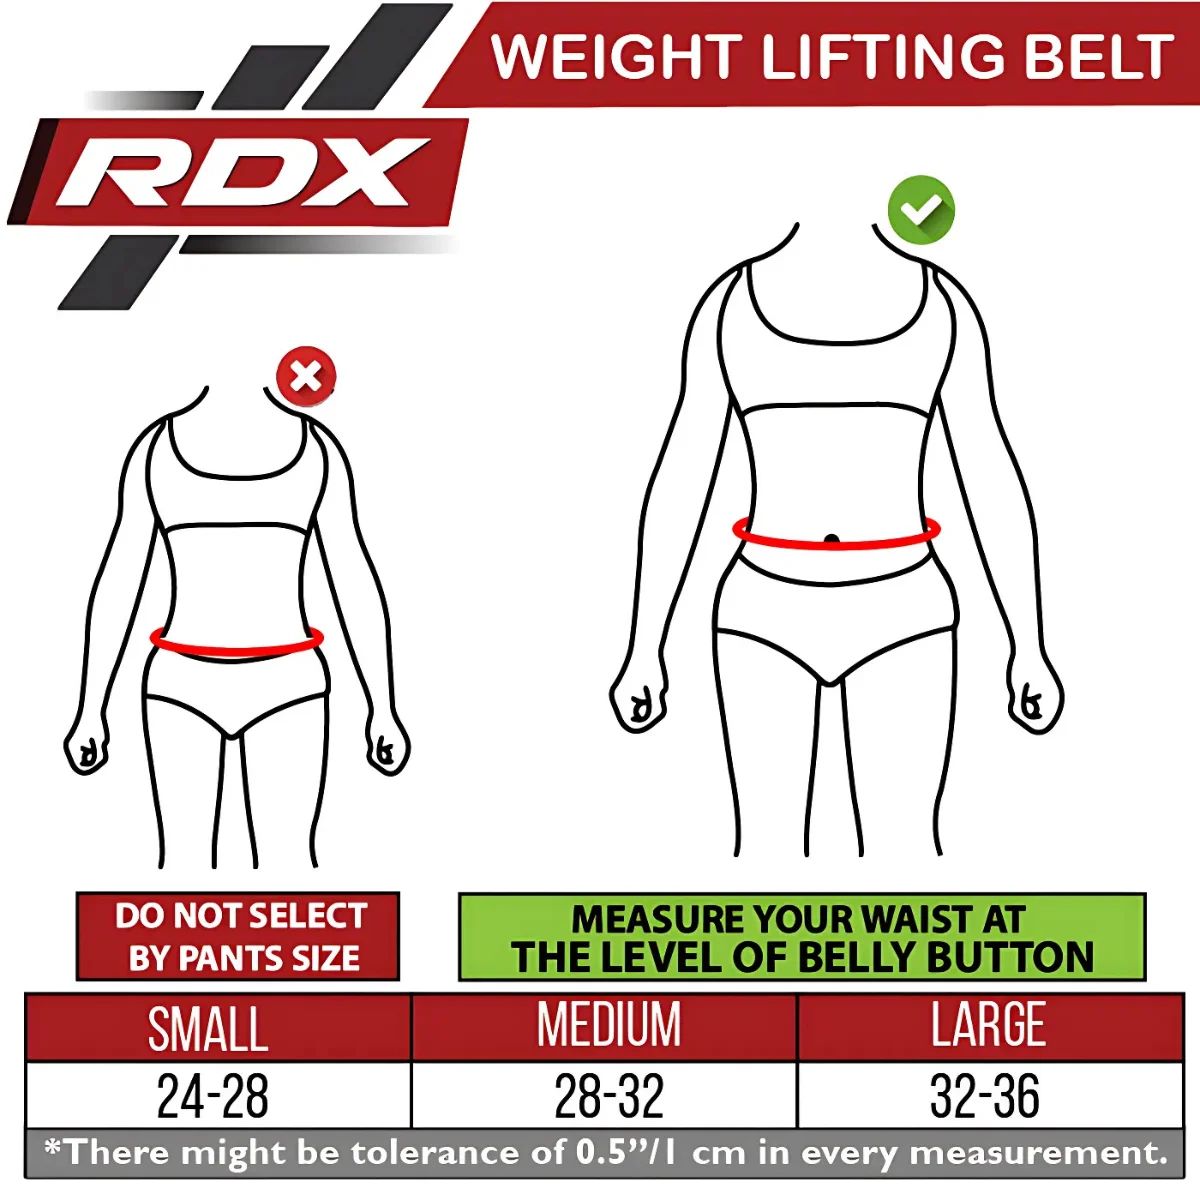 WEIGHT LIFTING BELT
RDX
DO NOT SELECT
BY PANTS SIZE
MEASURE YOUR WAIST AT
THE LEVEL OF BELLY BUTTON
SMALL MEDIUM LARGE
24-28 28-32 32-36
*There might be tolerance of 0.5’’/1 cm in every measurement.